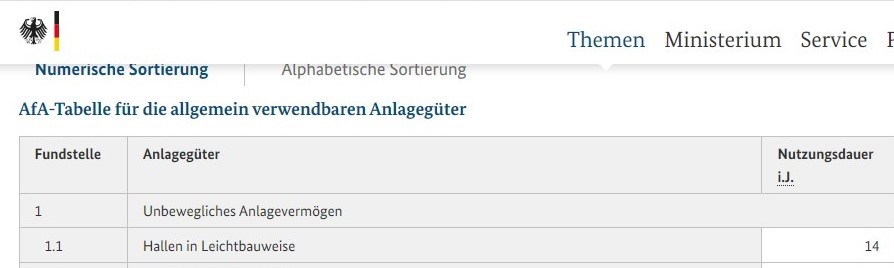 Themen Ministerium Service
Numerische Sortierung Alphabetische Sortierung
AfA-Tabelle für die allgemein verwendbaren Anlagegüter
Fundstelle Anlagegüter Nutzungsdauer
i.J.
1 Unbewegliches Anlagevermögen
1.1 Hallen in Leichtbauweise 14